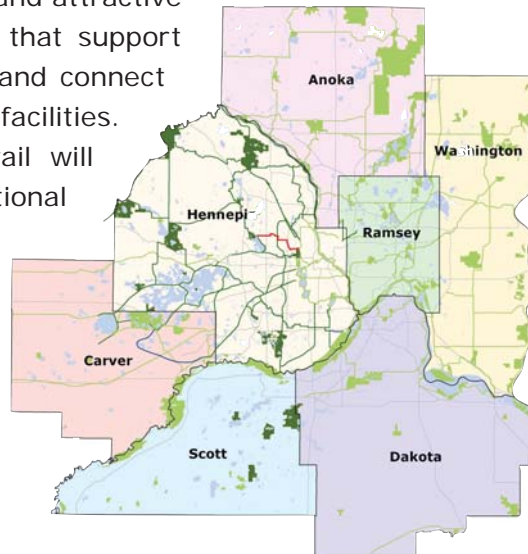 and attractive
that support
and connect
facilities.
ail will
tional
Anoka
Washington
Hennepi
Ramsey
Carver
Scott
Dakota